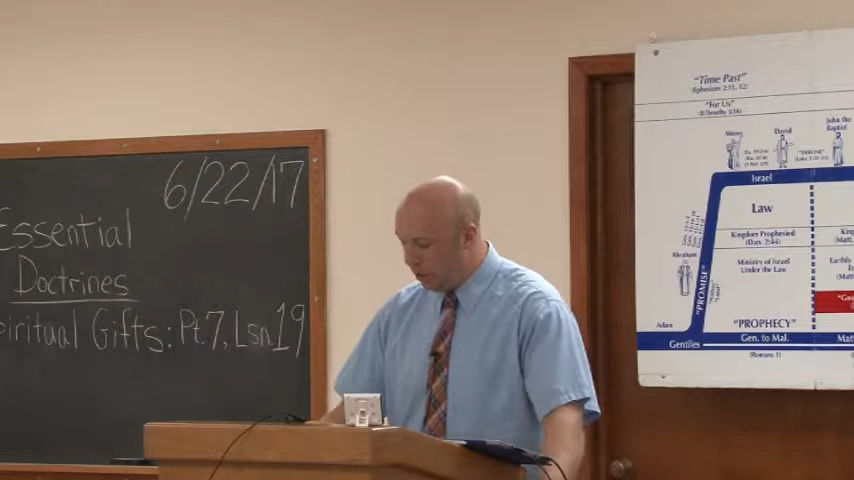 6/22/17
Essential
Doctrines
Spiritual Gifts: Pt.7, Lsn.19
"Time Past"
(Ephesians 2:11, 12)
"For Us"
Moses
David
John the
Baptist
Israel
Law
Kingdom Prophesied
(Dan. 2:44)
Ministry of Israel
Under the Law
Abraham
"PROMISE"
Adam
"PROPHECY"
Gentiles
Gen. to Mal.
(Romans 1)